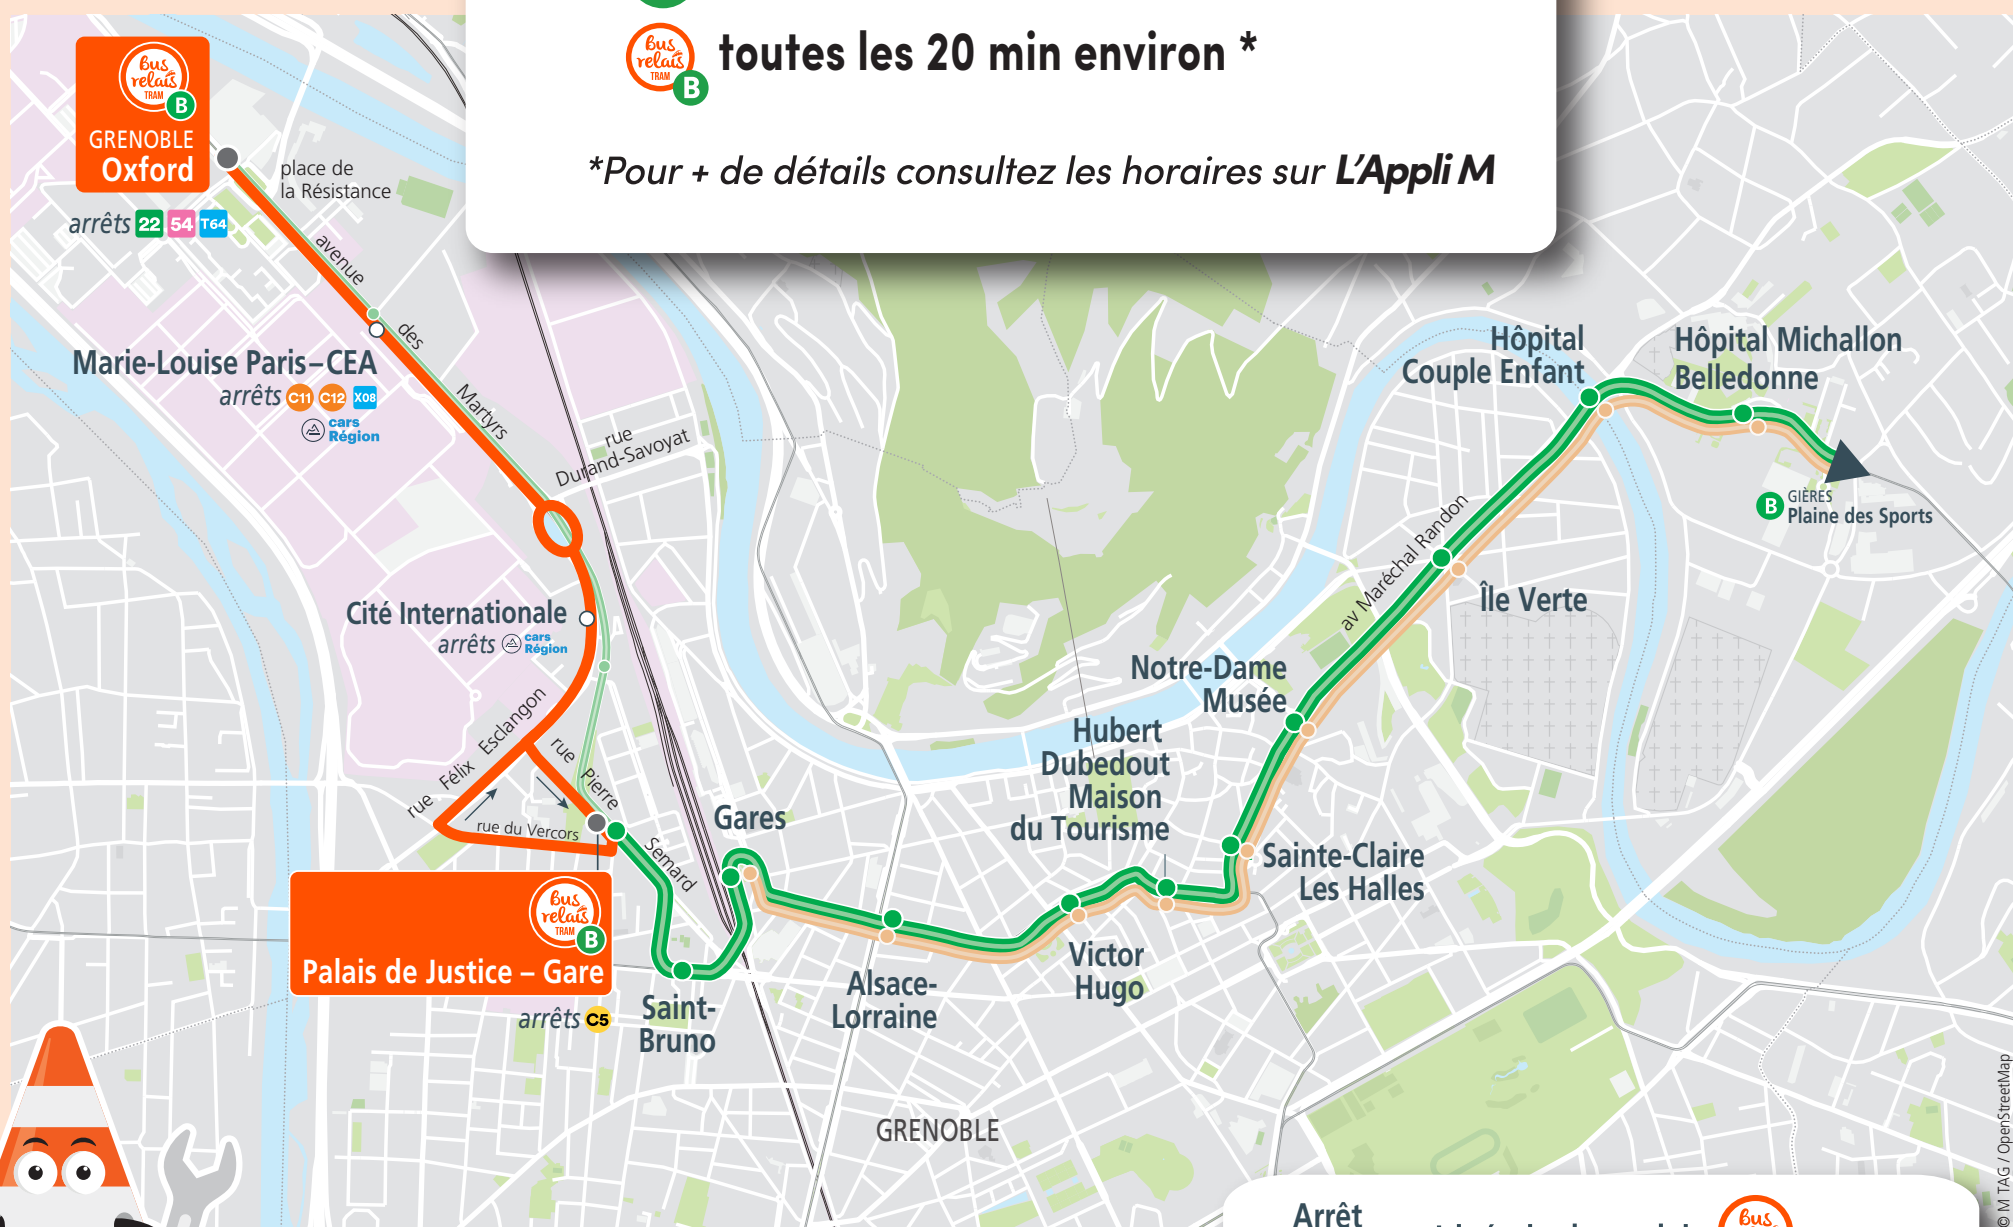 Bus
relais
TRAM
B
toutes les 20 min environ *
*Pour + de détails consultez les horaires sur L'Appli M
Bus
relais
TRAM
B
GRENOBLE
Oxford
arrêts 22 54 T64
place de
la Résistance
avenue
des
Martyrs
Marie-Louise Paris–CEA
arrêts C11 C12 X08
cars
Région
rue
Durand-Savoyat
Cité Internationale
arrêts cars
Région
rue Félix Esclangon
rue Pierre Semard
rue du Vercors
Bus
relais
TRAM
B
Palais de Justice – Gare
arrêts C5
Saint-
Bruno
Gares
Alsace-
Lorraine
Victor
Hugo
Hubert
Dubedout
Maison
du Tourisme
Sainte-Claire
Les Halles
Notre-Dame
Musée
av Maréchal Randon
Île Verte
Hôpital
Couple Enfant
Hôpital Michallon
Belledonne
B GIÈRES
Plaine des Sports
GRENOBLE
Arrêt
Bus
M TAG / OpenStreetMap